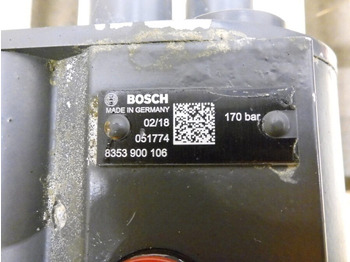 BOSCH
MADE IN GERMANY
02/18
170 bar
051774
8353 900 106